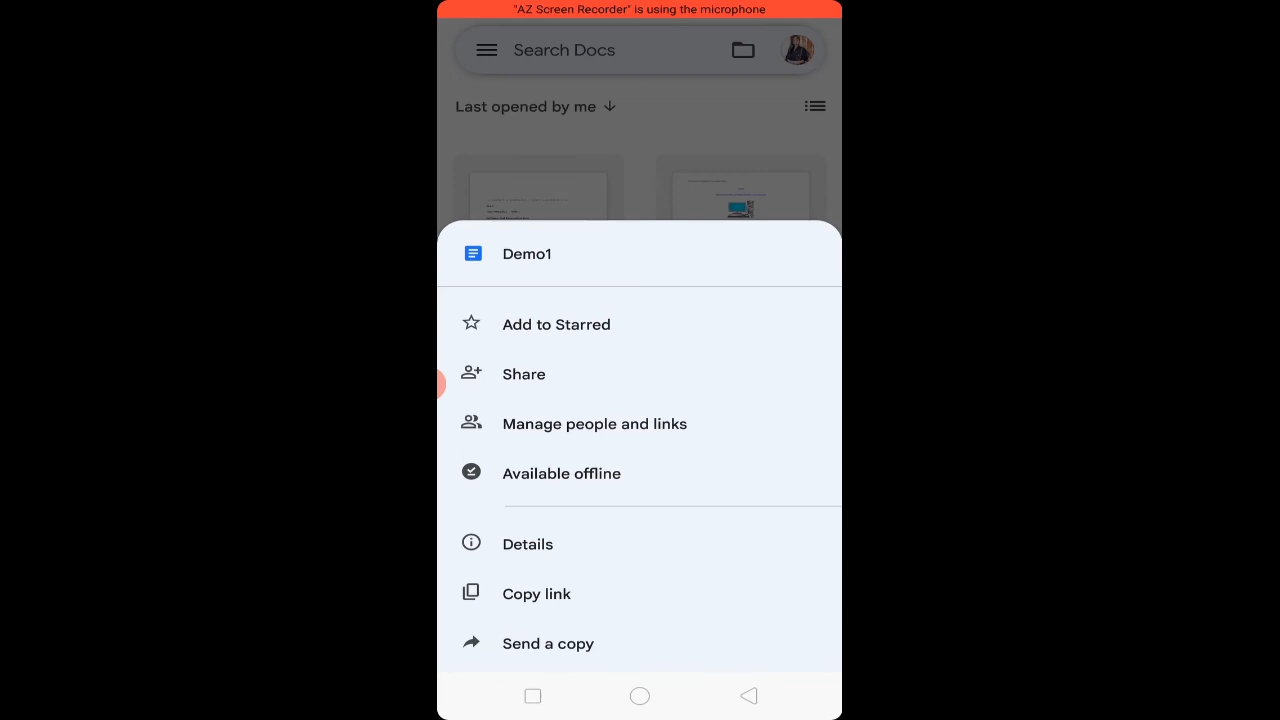 "AZ Screen Recorder" is using the microphone
Search Docs
Last opened by me
Demo1
Add to Starred
Share
Manage people and links
Available offline
Details
Copy link
Send a copy